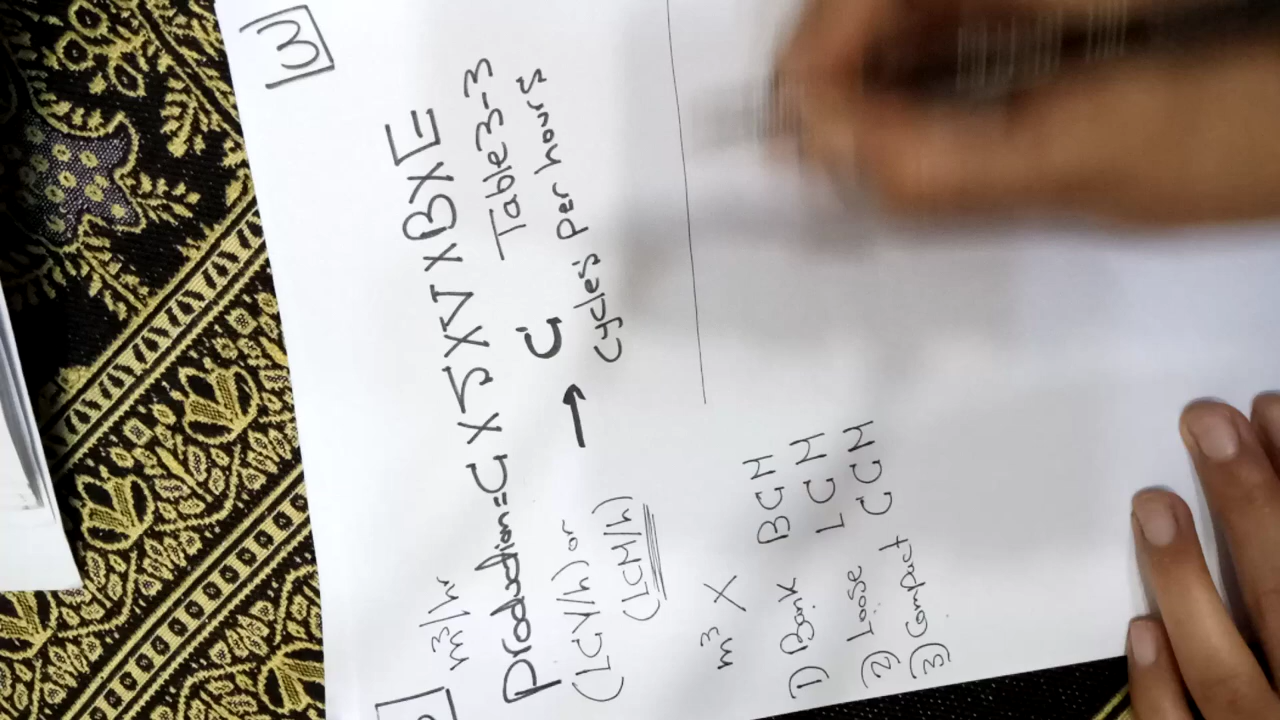 3
m³/hr
Production = C x S x V x B x E
(LCY/h) or → C Table 3-3
(LCM/h) cycles per hours
m³ X
1) Bank BCM
2) Loose LCM
3) Compact CCM